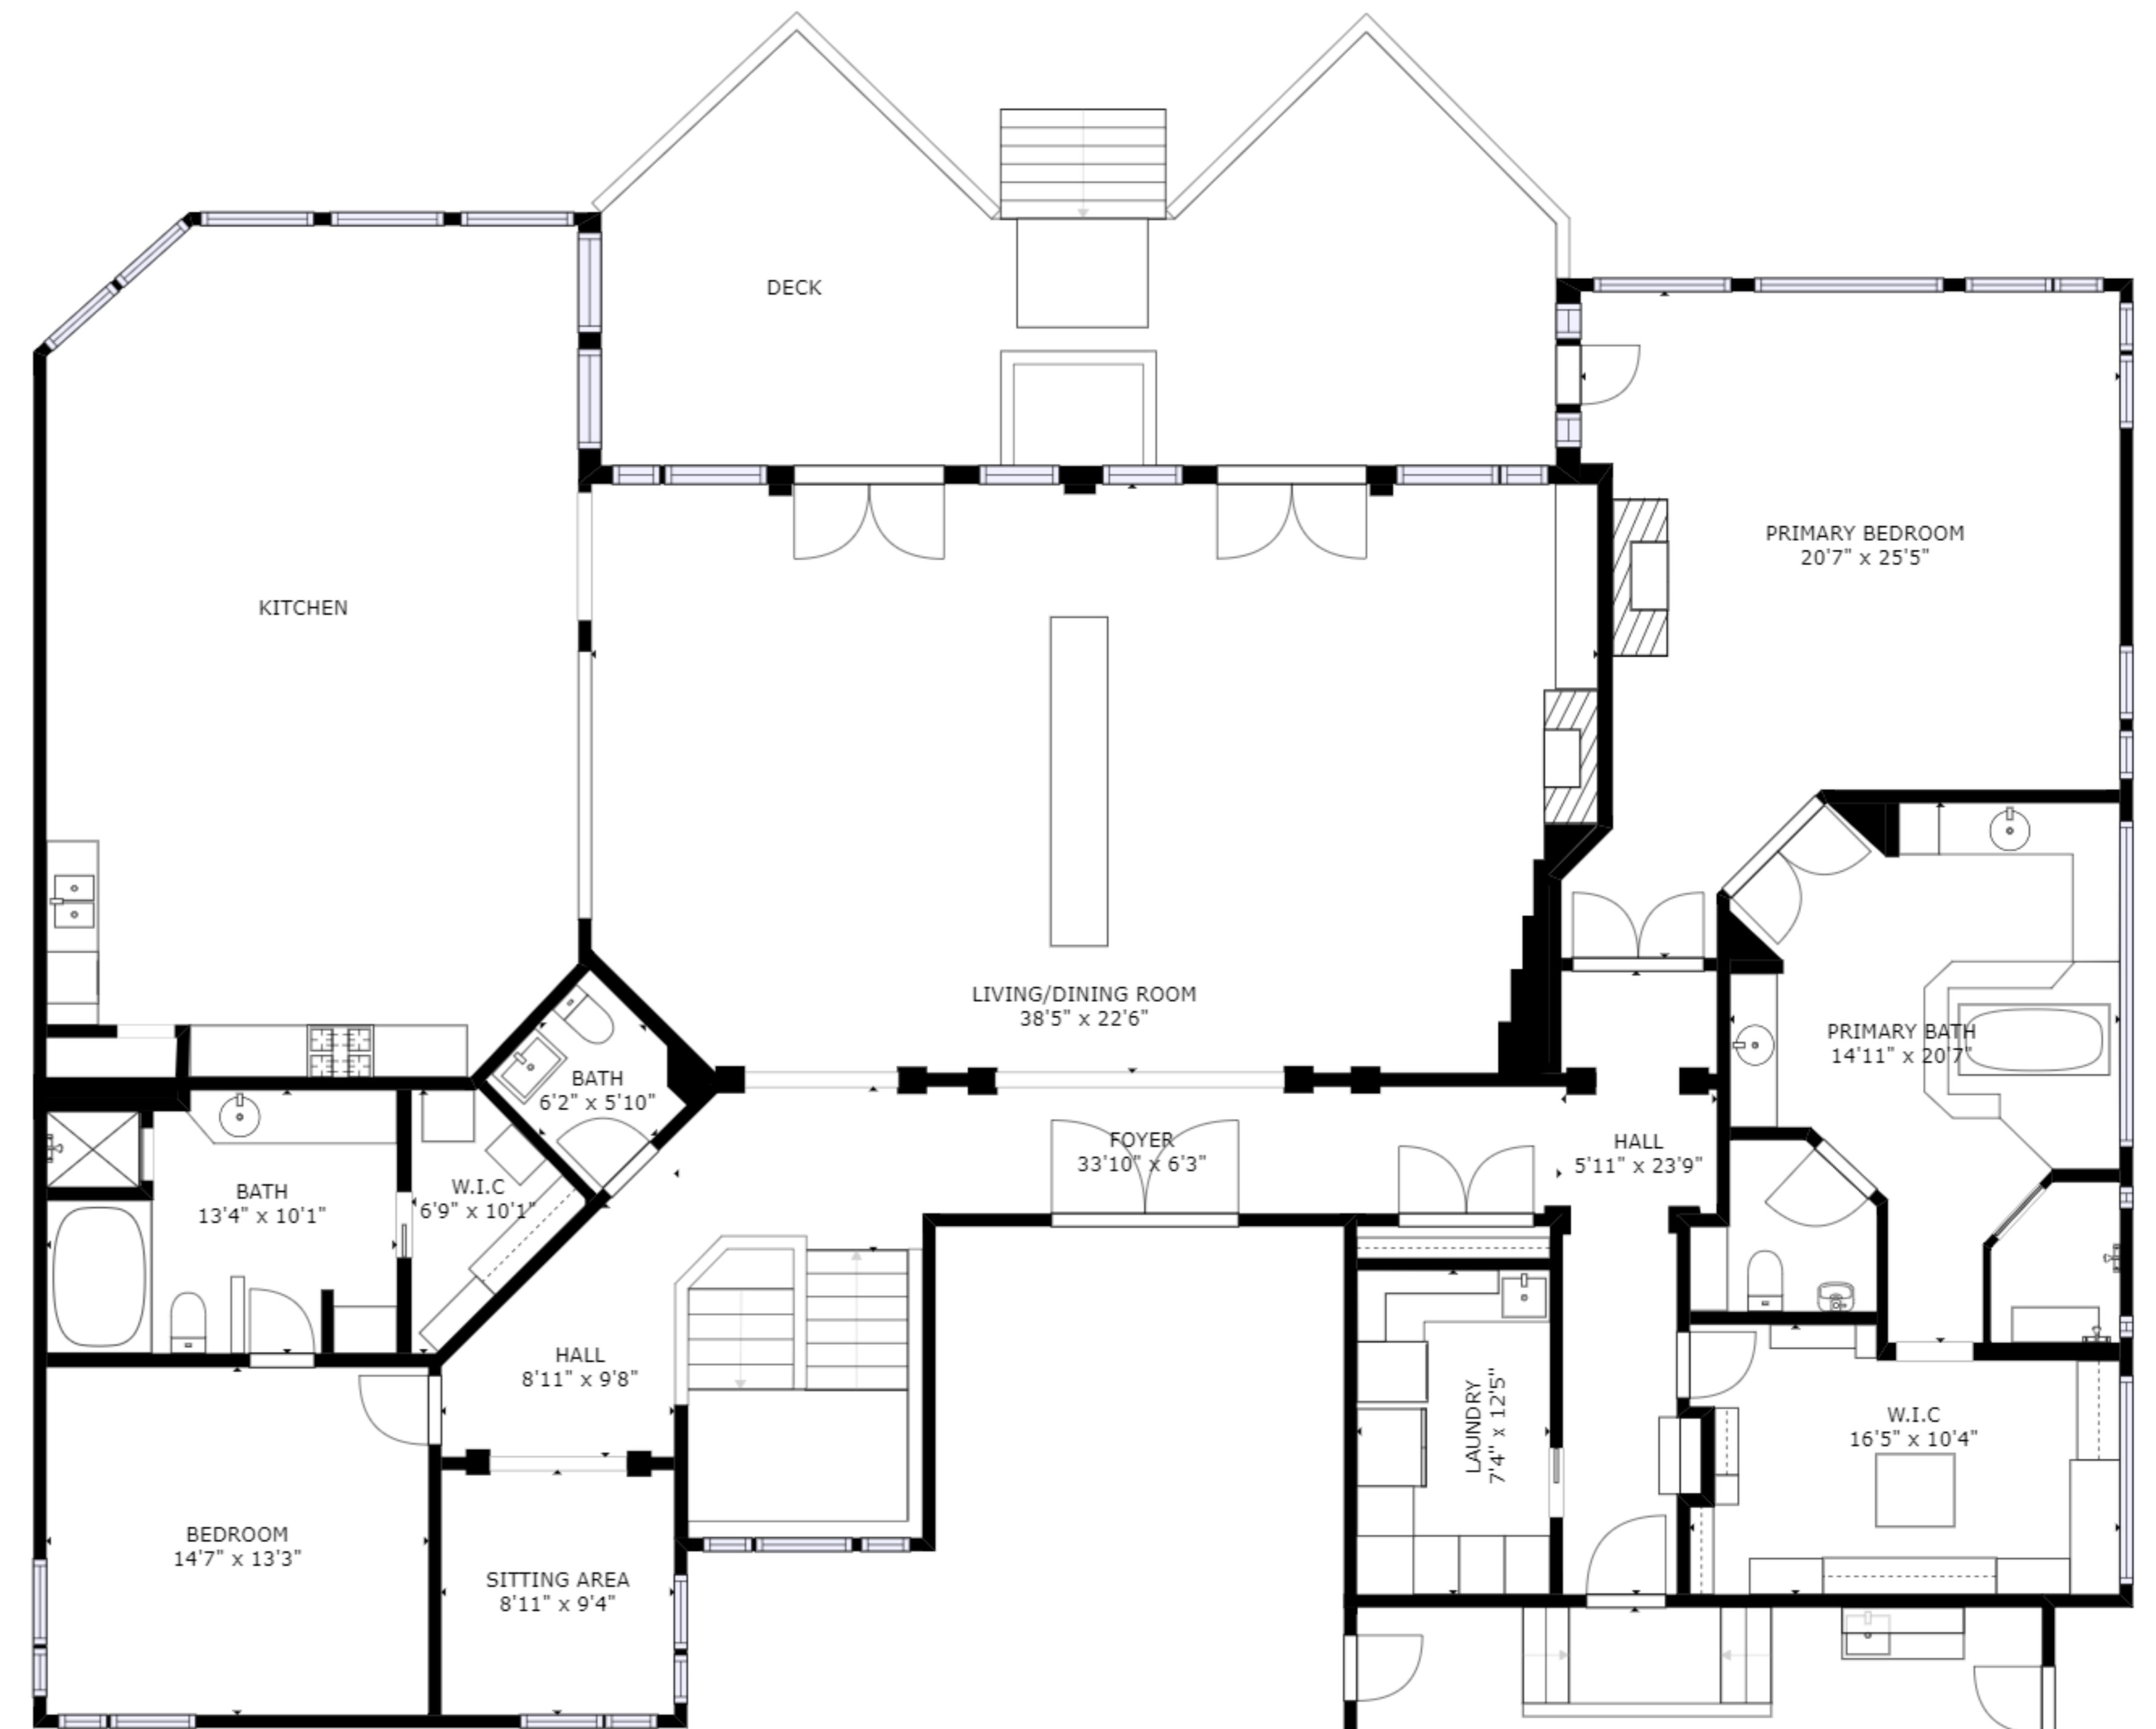 DECK
PRIMARY BEDROOM
20'7" x 25'5"
KITCHEN
LIVING/DINING ROOM
38'5" x 22'6"
PRIMARY BATH
14'11" x 20'7"
BATH
6'2" x 5'10"
FOYER
33'10" x 6'3"
HALL
5'11" x 23'9"
BATH
13'4" x 10'1"
W.I.C
6'9" x 10'1"
HALL
8'11" x 9'8"
LAUNDRY
7'4" x 12'5"
W.I.C
16'5" x 10'4"
BEDROOM
14'7" x 13'3"
SITTING AREA
8'11" x 9'4"